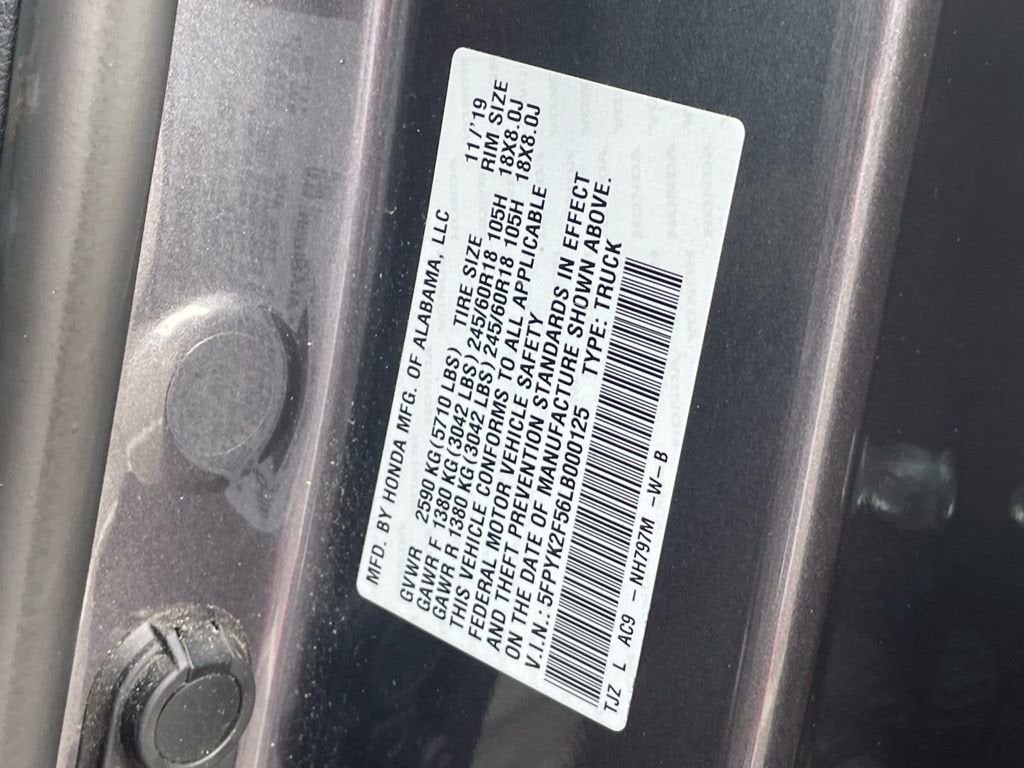 MFD. BY HONDA MFG. OF ALABAMA, LLC 11/'19
GVWR 2590 KG(5710 LBS) TIRE SIZE RIM SIZE
GAWR F 1380 KG(3042 LBS) 245/60R18 105H 18X8.0J
GAWR R 1380 KG(3042 LBS) 245/60R18 105H 18X8.0J
THIS VEHICLE CONFORMS TO ALL APPLICABLE
FEDERAL MOTOR VEHICLE SAFETY
AND THEFT PREVENTION STANDARDS IN EFFECT
ON THE DATE OF MANUFACTURE SHOWN ABOVE.
V.I.N.:5FPYK2F56LB000125 TYPE:TRUCK
TJZ L AC9 -NH797M -W-B